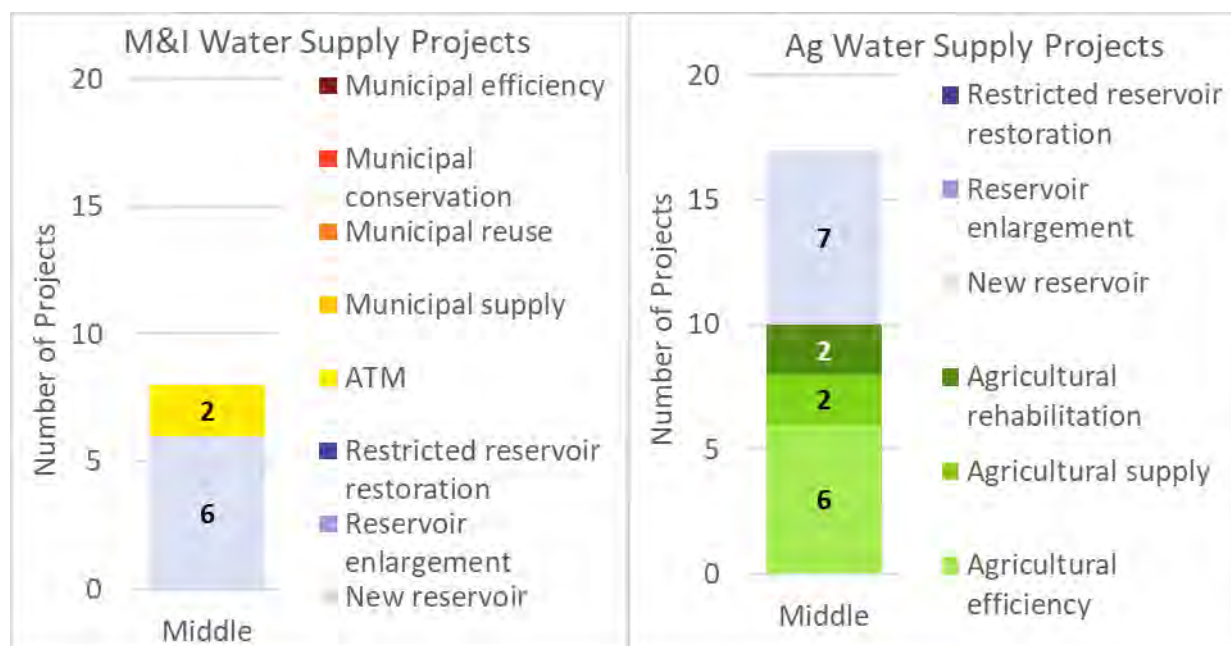 M&I Water Supply Projects
Number of Projects
20
15
10
5
0
2
6
Middle
Municipal efficiency
Municipal
conservation
Municipal reuse
Municipal supply
ATM
Restricted reservoir
restoration
Reservoir
enlargement
New reservoir
Ag Water Supply Projects
Number of Projects
20
15
10
5
0
7
2
2
6
Middle
Restricted reservoir
restoration
Reservoir
enlargement
New reservoir
Agricultural
rehabilitation
Agricultural supply
Agricultural
efficiency